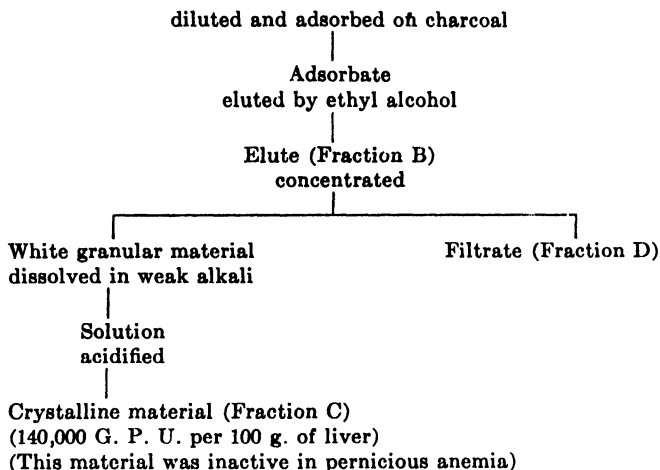 diluted and adsorbed on charcoal
Adsorbate
eluted by ethyl alcohol
Elute (Fraction B)
concentrated
White granular material
dissolved in weak alkali
Filtrate (Fraction D)
Solution
acidified
Crystalline material (Fraction C)
(140,000 G. P. U. per 100 g. of liver)
(This material was inactive in pernicious anemia)